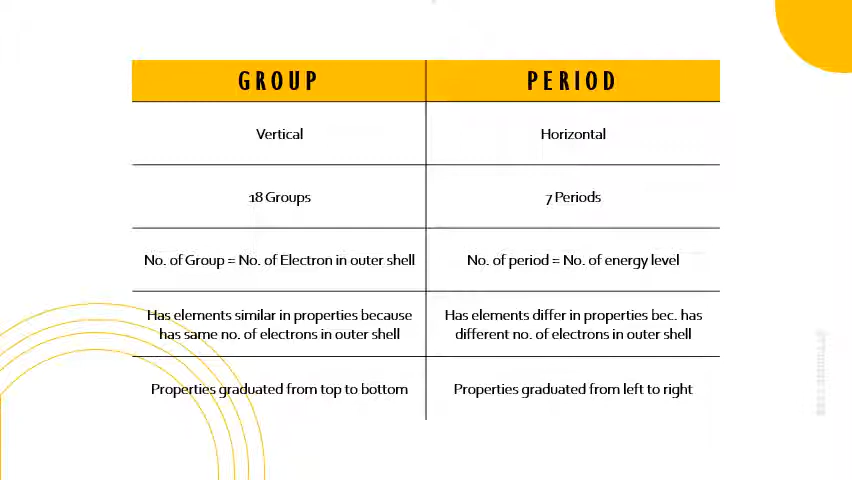 GROUP PERIOD
Vertical Horizontal
18 Groups 7 Periods
No. of Group = No. of Electron in outer shell No. of period = No. of energy level
Has elements similar in properties because Has elements differ in properties bec. has
has same no. of electrons in outer shell different no. of electrons in outer shell
Properties graduated from top to bottom Properties graduated from left to right